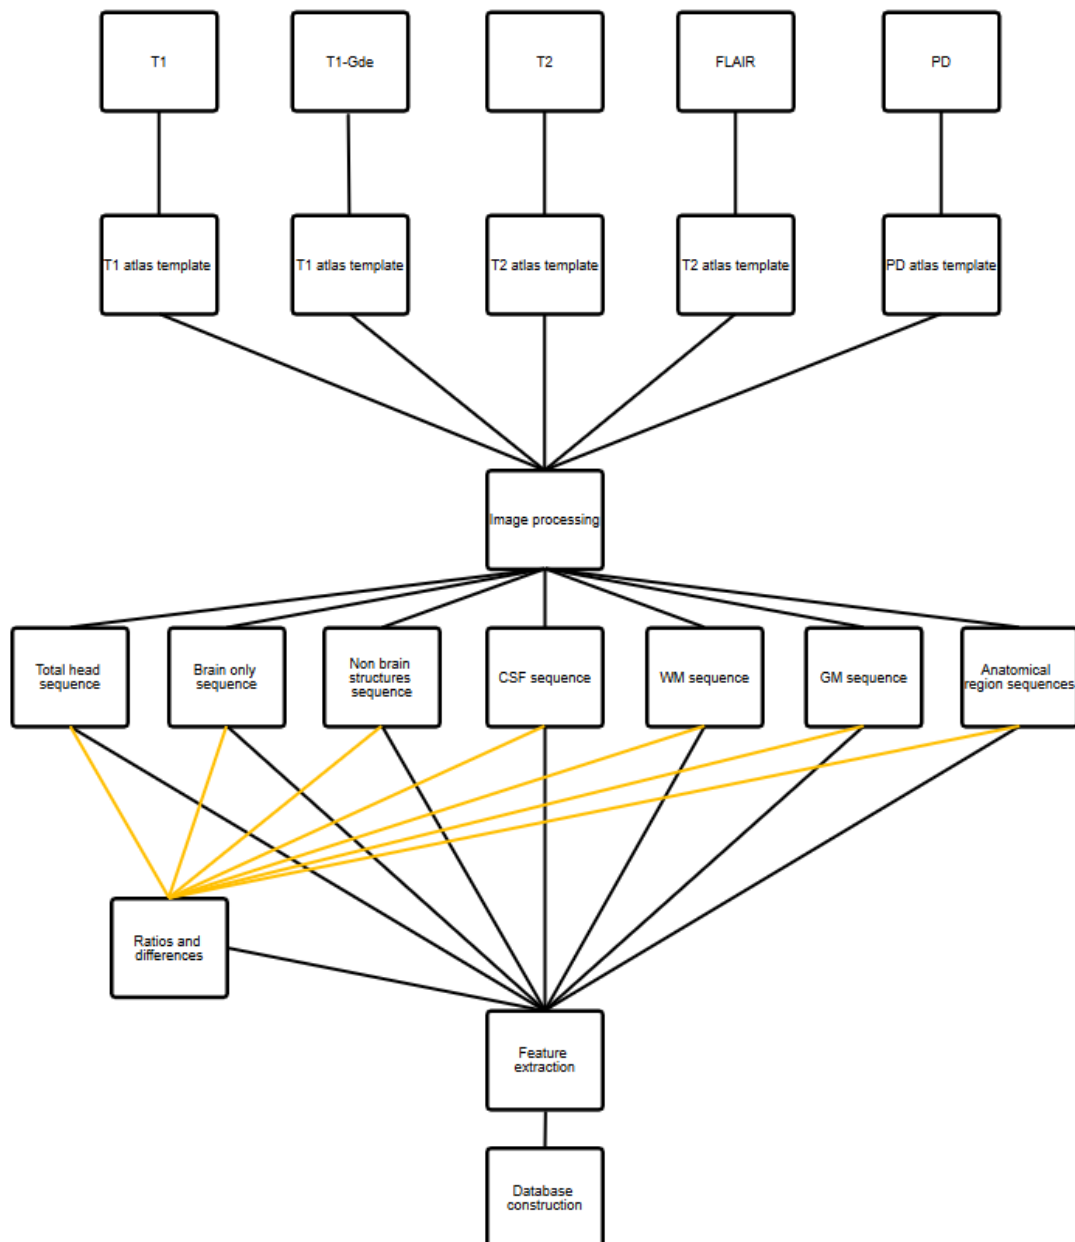 T1
T1-Gde
T2
FLAIR
PD
T1 atlas template
T1 atlas template
T2 atlas template
T2 atlas template
PD atlas template
Image processing
Total head
sequence
Brain only
sequence
Non brain
structures
sequence
CSF sequence
WM sequence
GM sequence
Anatomical
region sequences
Ratios and
differences
Feature
extraction
Database
construction